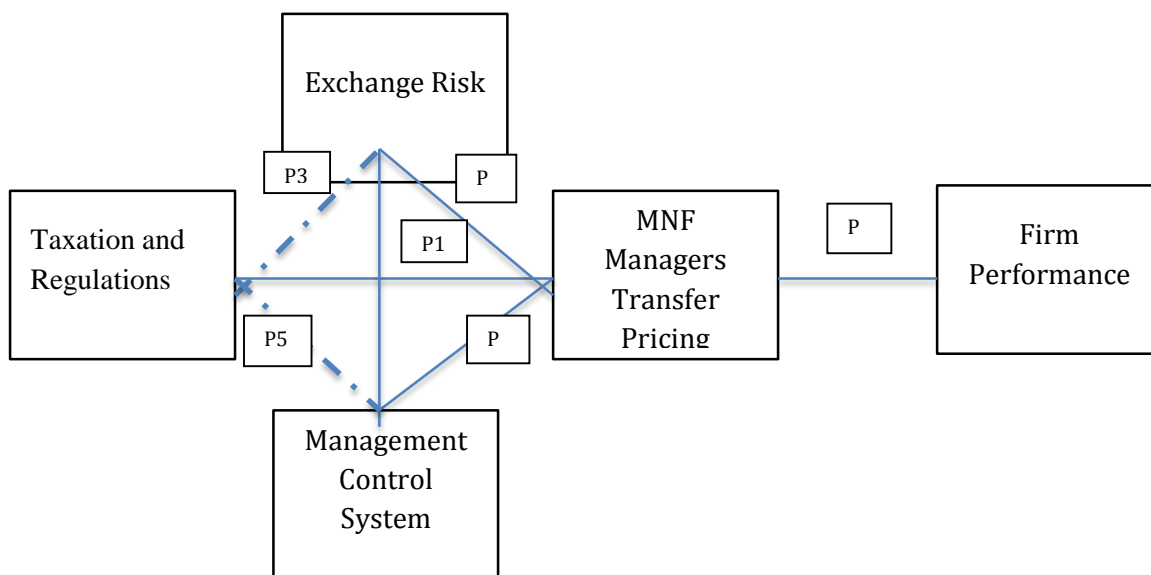 Exchange Risk
P3
P
Taxation and
Regulations
P1
MNF
Managers
Transfer
Pricing
P
Firm
Performance
P5
P
Management
Control
System